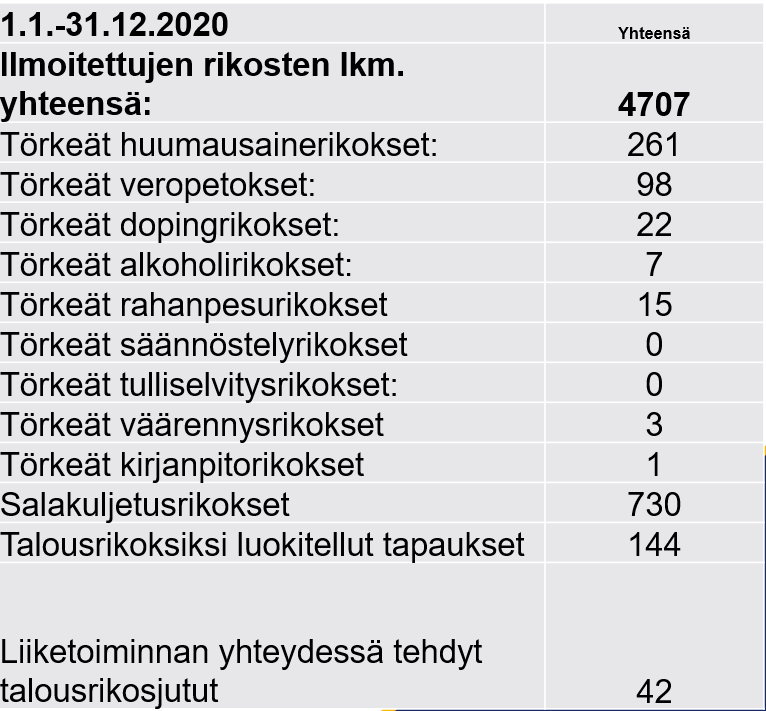 1.1.-31.12.2020 Yhteensä
Ilmoitettujen rikosten lkm.
yhteensä: 4707
Törkeät huumausainerikokset: 261
Törkeät veropetokset: 98
Törkeät dopingrikokset: 22
Törkeät alkoholirikokset: 7
Törkeät rahanpesurikokset 15
Törkeät säännöstelyrikokset 0
Törkeät tulliselvitysrikokset: 0
Törkeät väärennysrikokset 3
Törkeät kirjanpitorikokset 1
Salakuljetusrikokset 730
Talousrikoksiksi luokitellut tapaukset 144
Liiketoiminnan yhteydessä tehdyt
talousrikosjutut 42